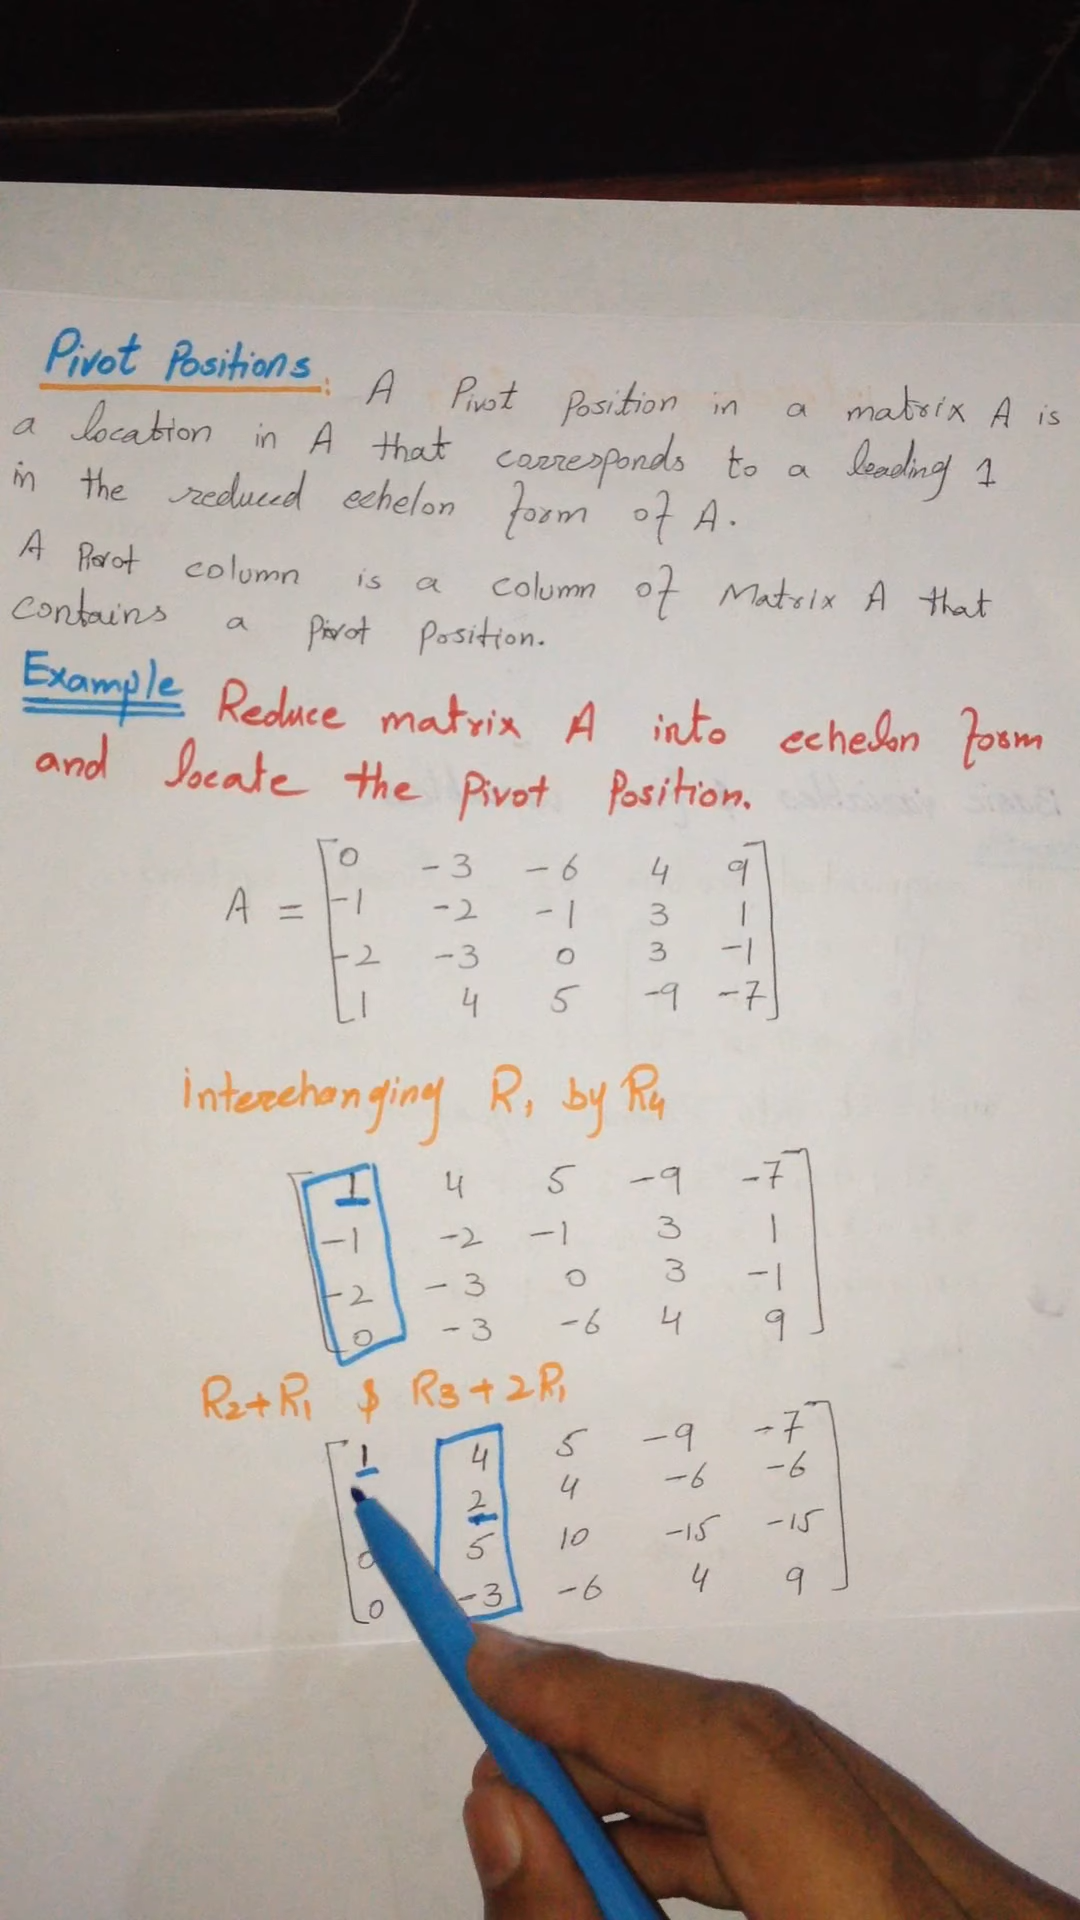 Pivot Positions: A Pivot Position in a matrix A is
a location in A that corresponds to a leading 1
in the reduced echelon form of A.
A Pivot column is a column of Matrix A that
contains a Pivot Position.
Example Reduce matrix A into echelon form
and locate the Pivot Position.
0 -3 -6 4 9
A = -1 -2 -1 3 1
-2 -3 0 3 -1
1 4 5 -9 -7
interchanging R1 by R4
1 4 5 -9 -7
-1 -2 -1 3 1
-2 -3 0 3 -1
0 -3 -6 4 9
R2+R1 $ R3+2R1
1 4 5 -9 -7
2 4 -6 -6
0 5 10 -15 -15
0 -3 -6 4 9